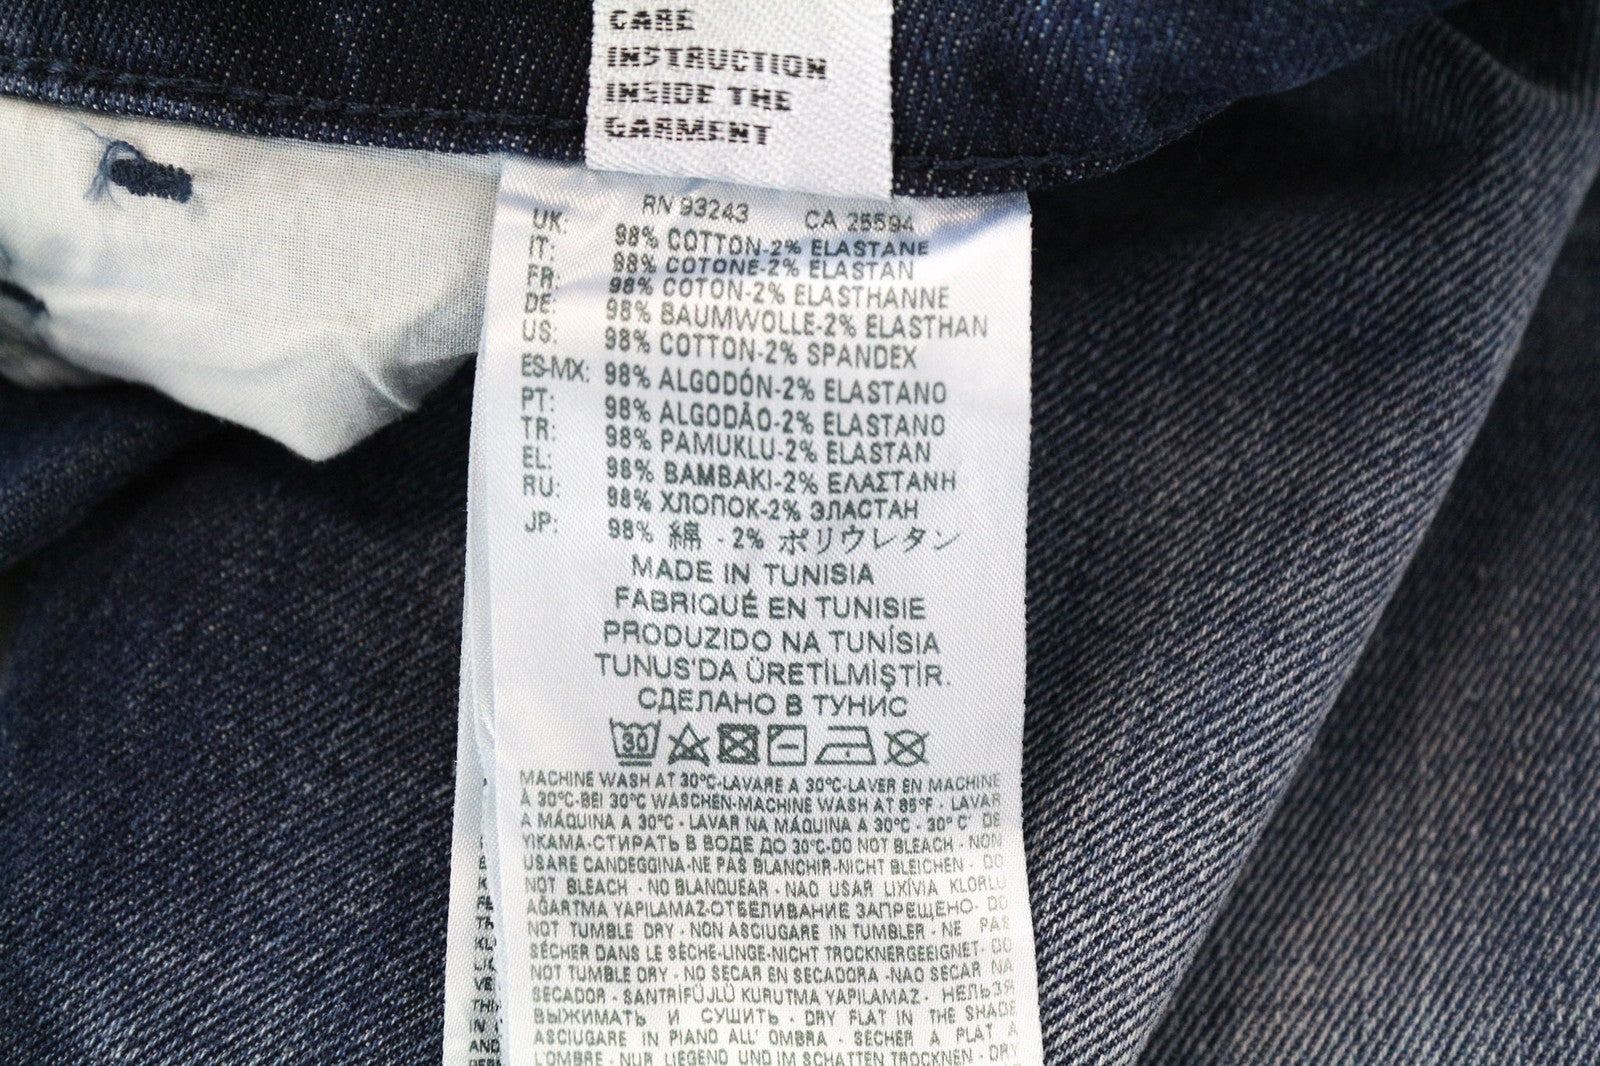 CARE
INSTRUCTION
INSIDE THE
GARMENT
RN 93243 CA 25594
UK: 98% COTTON-2% ELASTANE
IT: 98% COTONE-2% ELASTAN
FR: 98% COTON-2% ELASTHANNE
DE: 98% BAUMWOLLE-2% ELASTHAN
US: 98% COTTON-2% SPANDEX
ES-MX: 98% ALGODÓN-2% ELASTANO
PT: 98% ALGODÃO-2% ELASTANO
TR: 98% PAMUKLU-2% ELASTAN
EL: 98% BAMBAKI-2% ΕΛΑΣΤΑΝΗ
RU: 98% ХЛОПОК-2% ЭЛАСТАН
JP: 98% 綿 - 2% ポリウレタン
MADE IN TUNISIA
FABRIQUÉ EN TUNISIE
PRODUZIDO NA TUNÍSIA
TUNUS'DA ÜRETİLMİŞTİR.
СДЕЛАНО В ТУНИС
30
MACHINE WASH AT 30°C-LAVARE A 30°C-LAVER EN MACHINE
À 30°C-BEI 30°C WASCHEN-MACHINE WASH AT 85°F - LAVAR
A MÁQUINA A 30°C - LAVAR NA MÁQUINA A 30°C - 30° C' DE
YIKAMA-СТИРАТЬ В ВОДЕ ДО 30°C-DO NOT BLEACH - NON
USARE CANDEGGINA-NE PAS BLANCHIR-NICHT BLEICHEN - DO
NOT BLEACH - NO BLANQUEAR - NAO USAR LIXÍVIA KLORLU
AĞARTMA YAPILAMAZ-ОТБЕЛИВАНИЕ ЗАПРЕЩЕНО- DO
NOT TUMBLE DRY - NON ASCIUGARE IN TUMBLER - NE PAS
SÉCHER DANS LE SÈCHE-LINGE-NICHT TROCKNERGEEIGNET- DO
NOT TUMBLE DRY - NO SECAR EN SECADORA -NAO SECAR NA
SECADOR - SANTRİFÜJLÜ KURUTMA YAPILAMAZ - НЕЛЬЗЯ
ВЫЖИМАТЬ И СУШИТЬ - DRY FLAT IN THE SHADE
ASCIUGARE IN PIANO ALL' OMBRA - SÉCHER À PLAT À
L'OMBRE - NUR LIEGEND UND IM SCHATTEN TROCKNEN - DRY